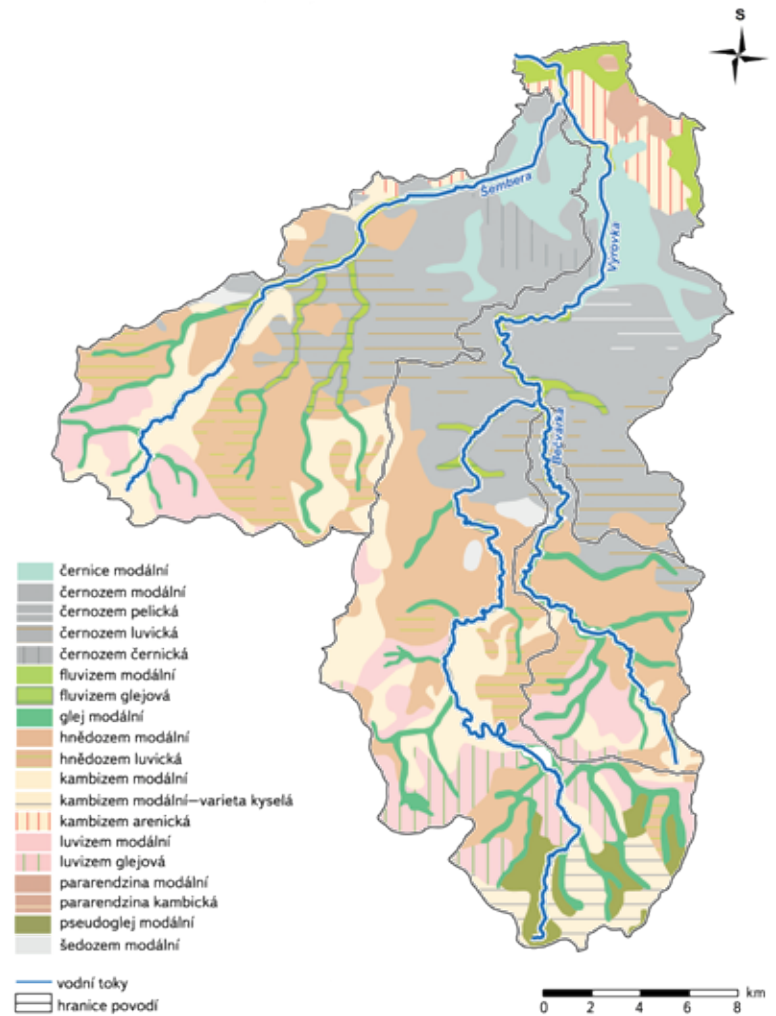 S
Šembera
Výrovka
Bečvárka
černice modální
černozem modální
černozem pelická
černozem luvická
černozem černická
fluvizem modální
fluvizem glejová
glej modální
hnědozem modální
hnědozem luvická
kambizem modální
kambizem modální—varieta kyselá
kambizem arenická
luvizem modální
luvizem glejová
pararendzina modální
pararendzina kambická
pseudoglej modální
šedozem modální
vodní toky
hranice povodí
km
0 2 4 6 8